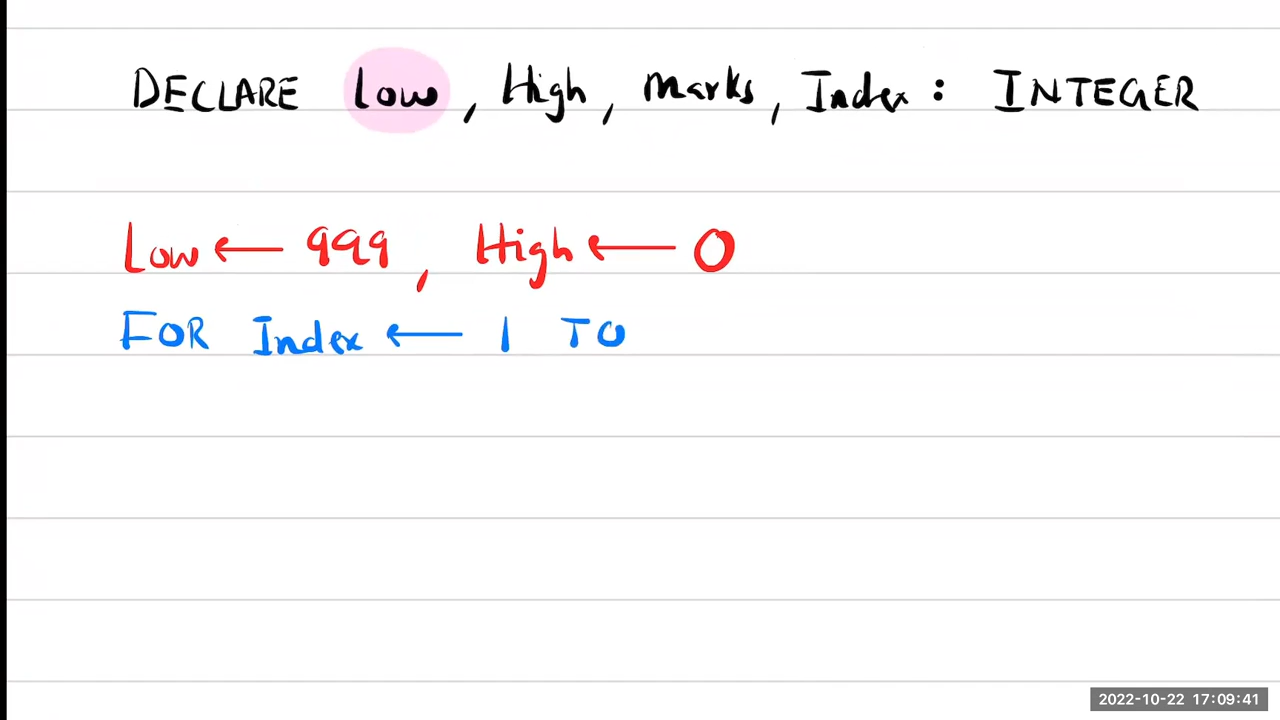 DECLARE Low, High, Marks, Index : INTEGER
Low ← 999, High ← 0
FOR Index ← 1 TO
2022-10-22 17:09:41